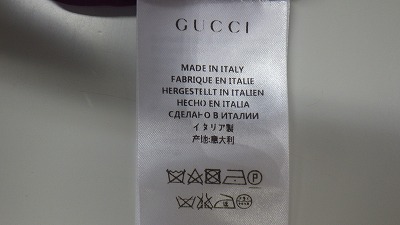 GUCCI
MADE IN ITALY
FABRIQUE EN ITALIE
HERGESTELLT IN ITALIEN
HECHO EN ITALIA
СДЕЛАНО В ИТАЛИИ
イタリア製
产地:意大利